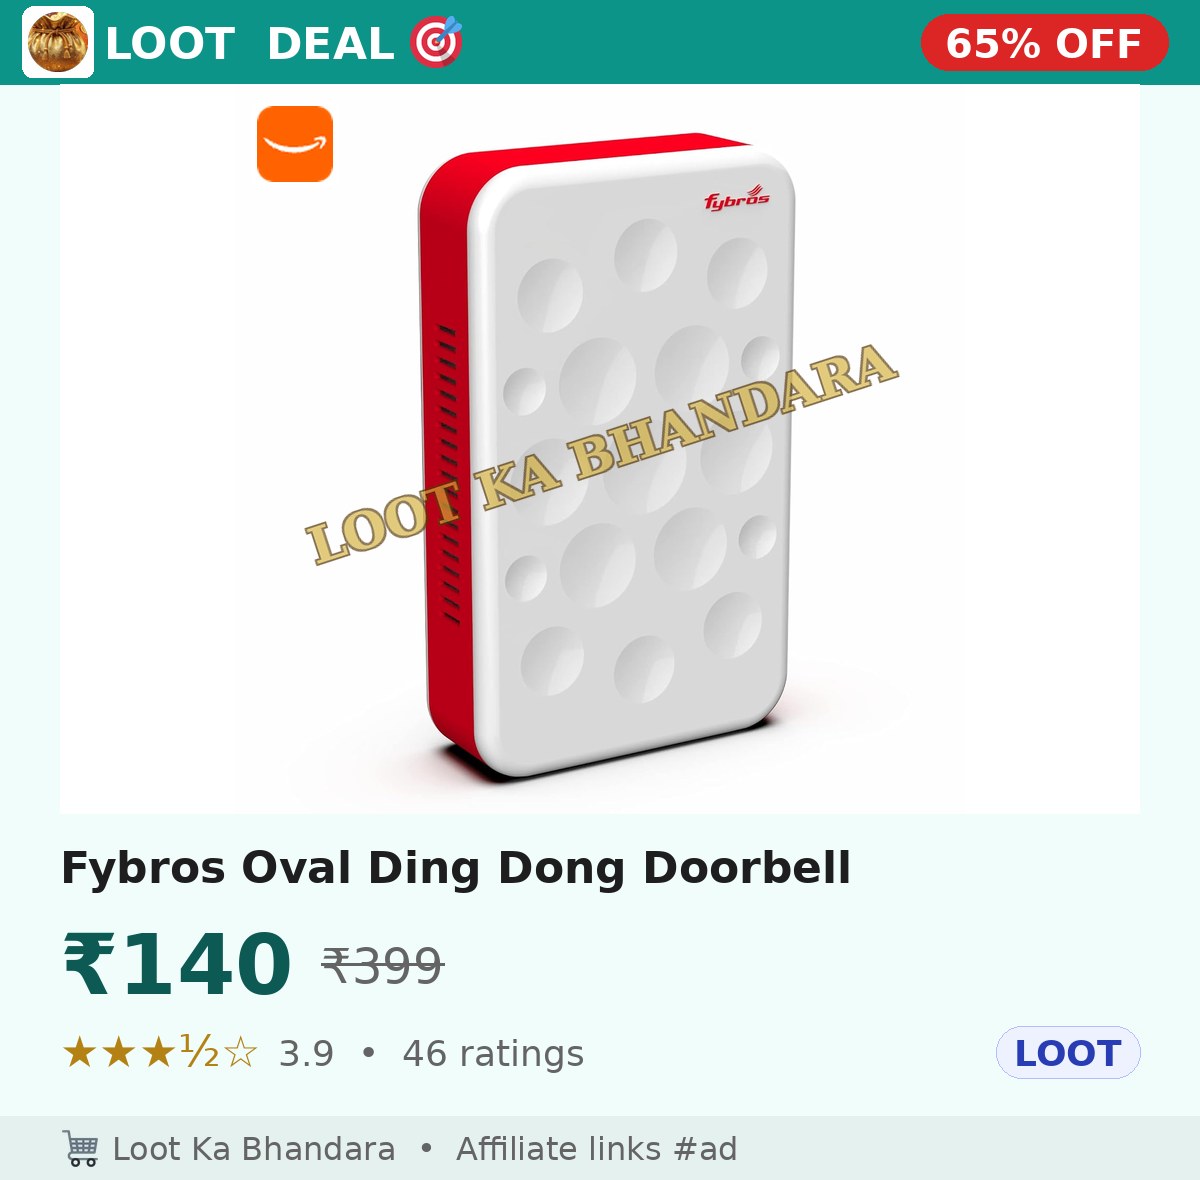 LOOT DEAL 🎯
65% OFF
fybros
LOOT KA BHANDARA
Fybros Oval Ding Dong Doorbell
₹140 ₹399
★★★½☆ 3.9 • 46 ratings
LOOT
Loot Ka Bhandara • Affiliate links #ad